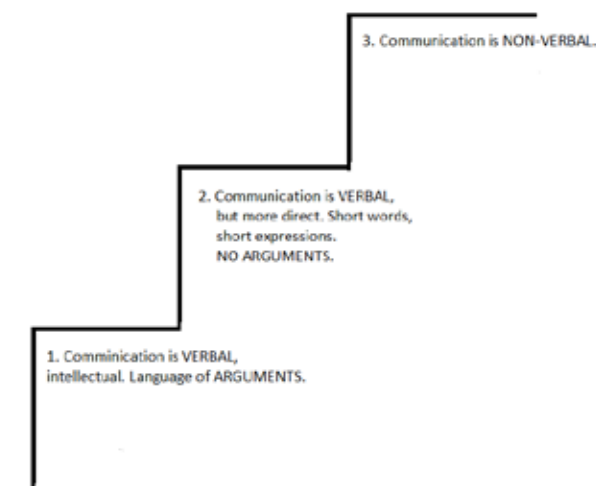 3. Communication is NON-VERBAL.
2. Communication is VERBAL,
but more direct. Short words,
short expressions.
NO ARGUMENTS.
1. Comminication is VERBAL,
intellectual. Language of ARGUMENTS.